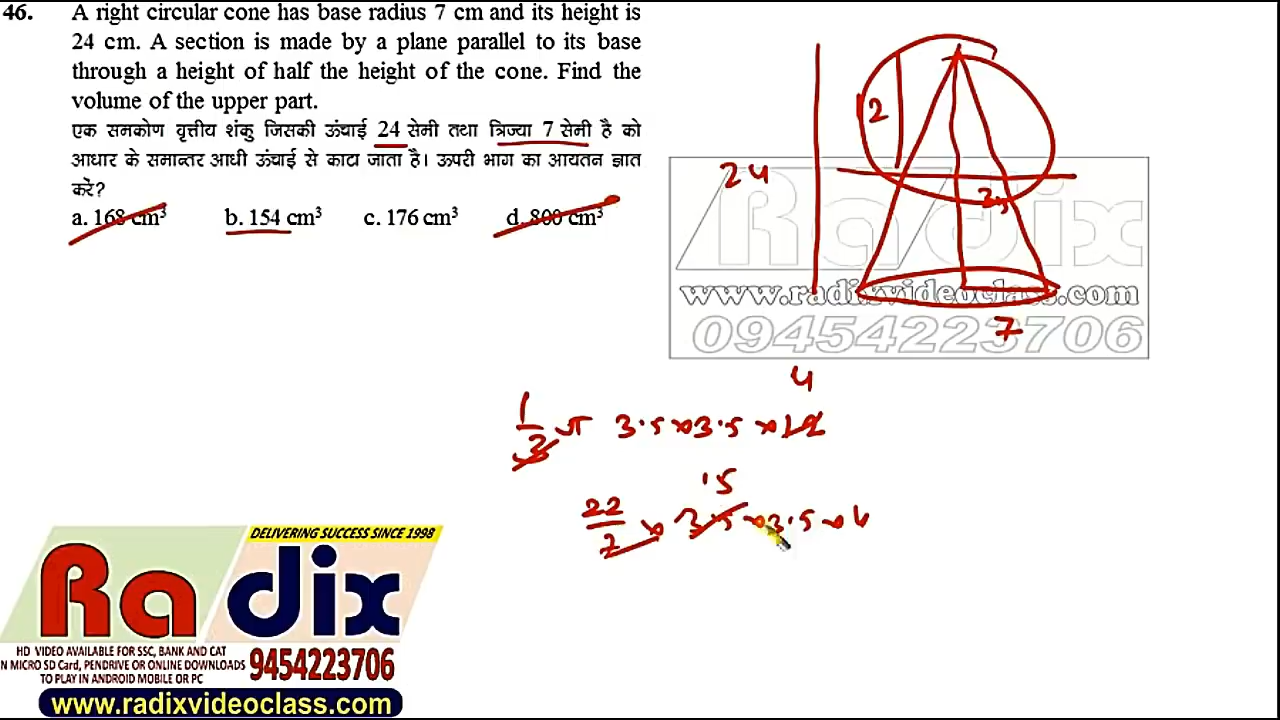 46. A right circular cone has base radius 7 cm and its height is
24 cm. A section is made by a plane parallel to its base
through a height of half the height of the cone. Find the
volume of the upper part.
एक समकोण वृत्तीय शंकु जिसकी ऊंचाई 24 सेमी तथा त्रिज्या 7 सेमी है को
आधार के समान्तर आधी ऊंचाई से काटा जाता है। ऊपरी भाग का आयतन ज्ञात
करें?
a. 168 cm³ b. 154 cm³ c. 176 cm³ d. 800 cm³
12
24
3.5
Radix
www.radixvideoclass.com
09454223706
7
4
1/3 π 3.5 × 3.5 × 12
.5
22/7 × 3.5 × 3.5 × 4
DELIVERING SUCCESS SINCE 1998
Radix
HD VIDEO AVAILABLE FOR SSC, BANK AND CAT
N MICRO SD Card, PENDRIVE OR ONLINE DOWNLOADS
TO PLAY IN ANDROID MOBILE OR PC
9454223706
www.radixvideoclass.com